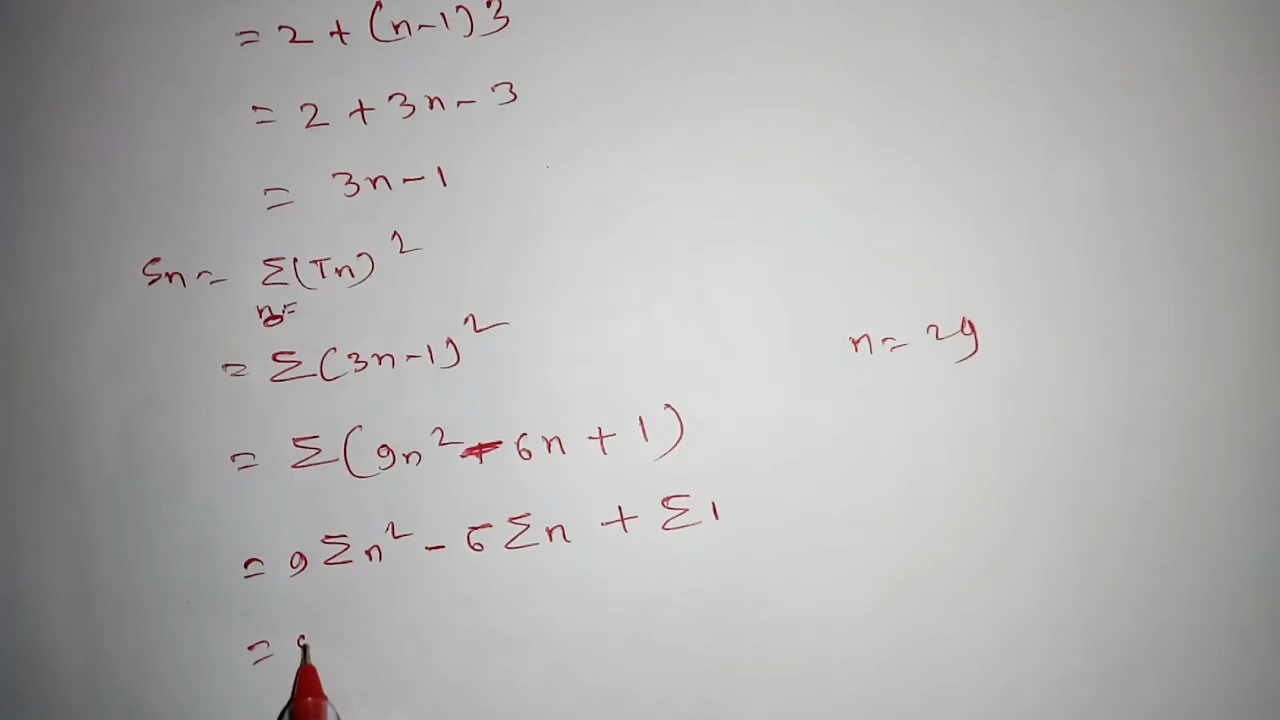 = 2 + (n-1)3
= 2 + 3n - 3
= 3n - 1
Sn = Σ(Tn)²
= Σ(3n-1)²
n = 29
= Σ(9n² - 6n + 1)
= 9Σn² - 6Σn + Σ1
=